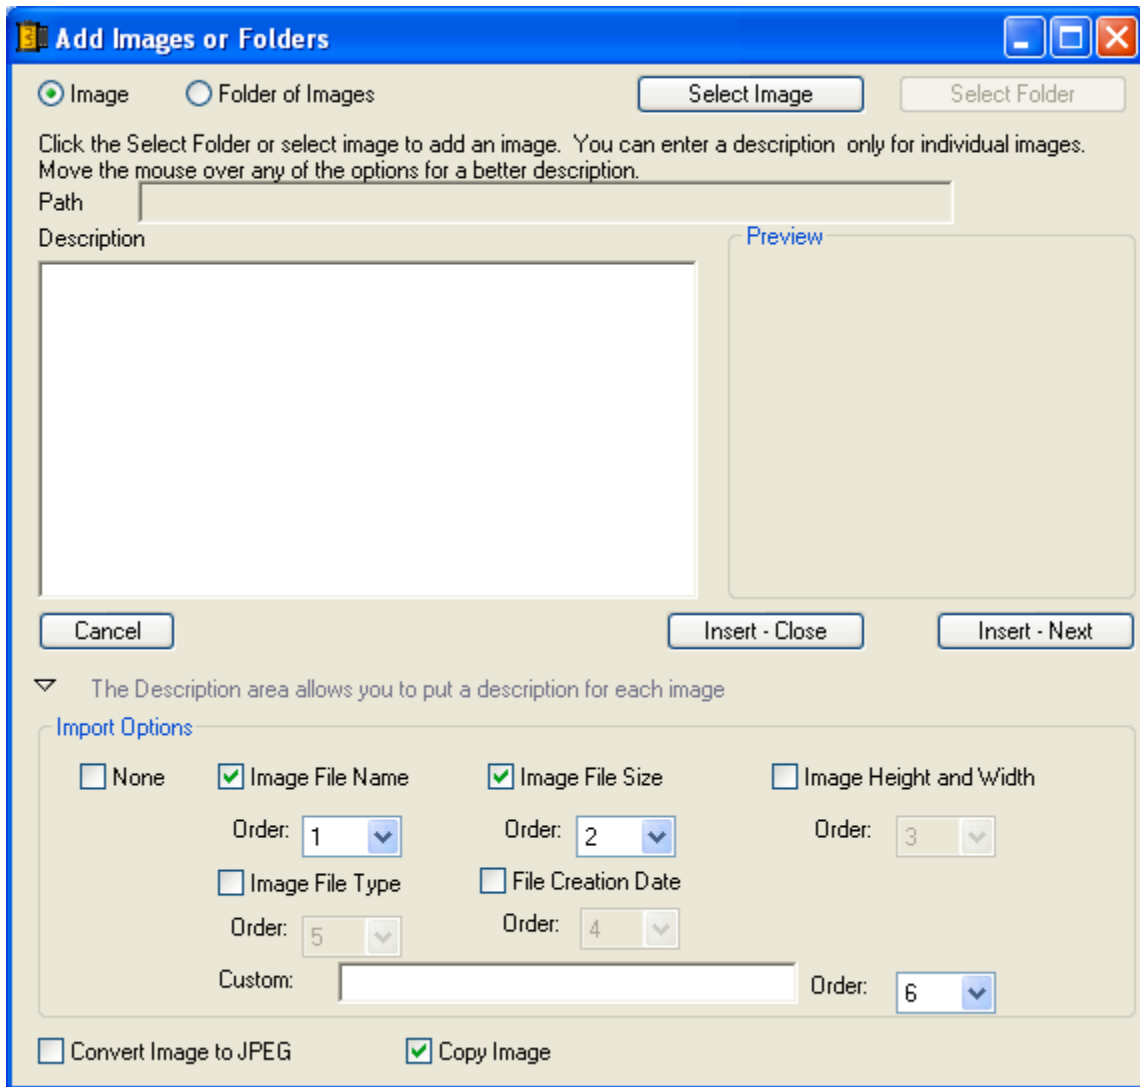 Add Images or Folders
Image Folder of Images Select Image Select Folder
Click the Select Folder or select image to add an image.  You can enter a description  only for individual images.
Move the mouse over any of the options for a better description.
Path
Description Preview
Cancel Insert - Close Insert - Next
The Description area allows you to put a description for each image
Import Options
None Image File Name Image File Size Image Height and Width
Order: 1 Order: 2 Order: 3
Image File Type File Creation Date
Order: 5 Order: 4
Custom: Order: 6
Convert Image to JPEG Copy Image